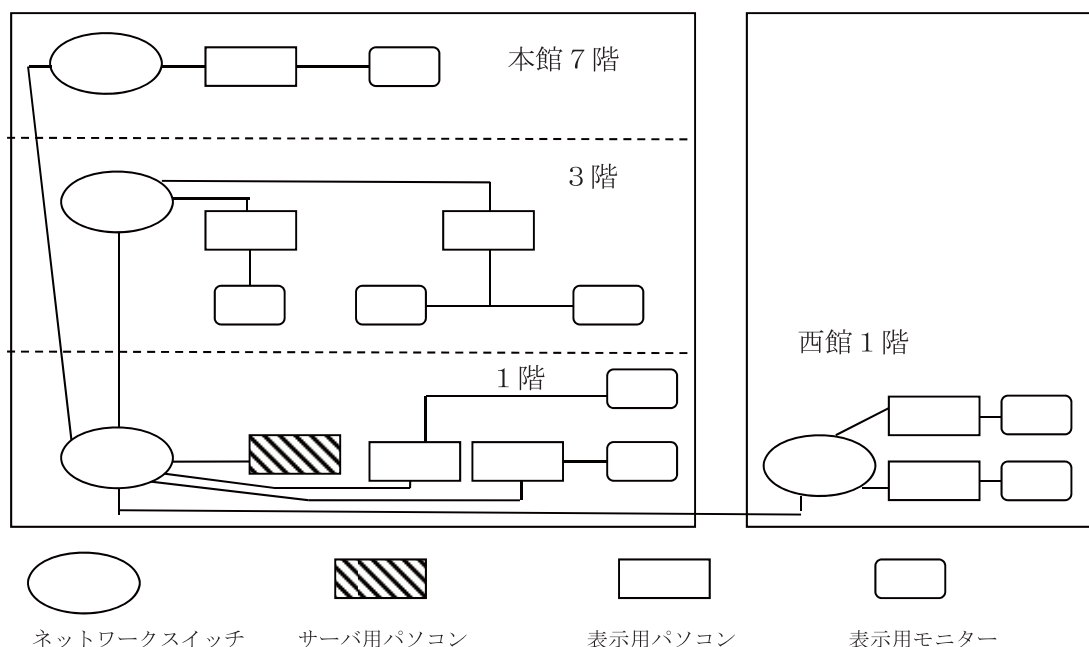 本館７階
３階
西館１階
１階
ネットワークスイッチ
サーバ用パソコン
表示用パソコン
表示用モニター